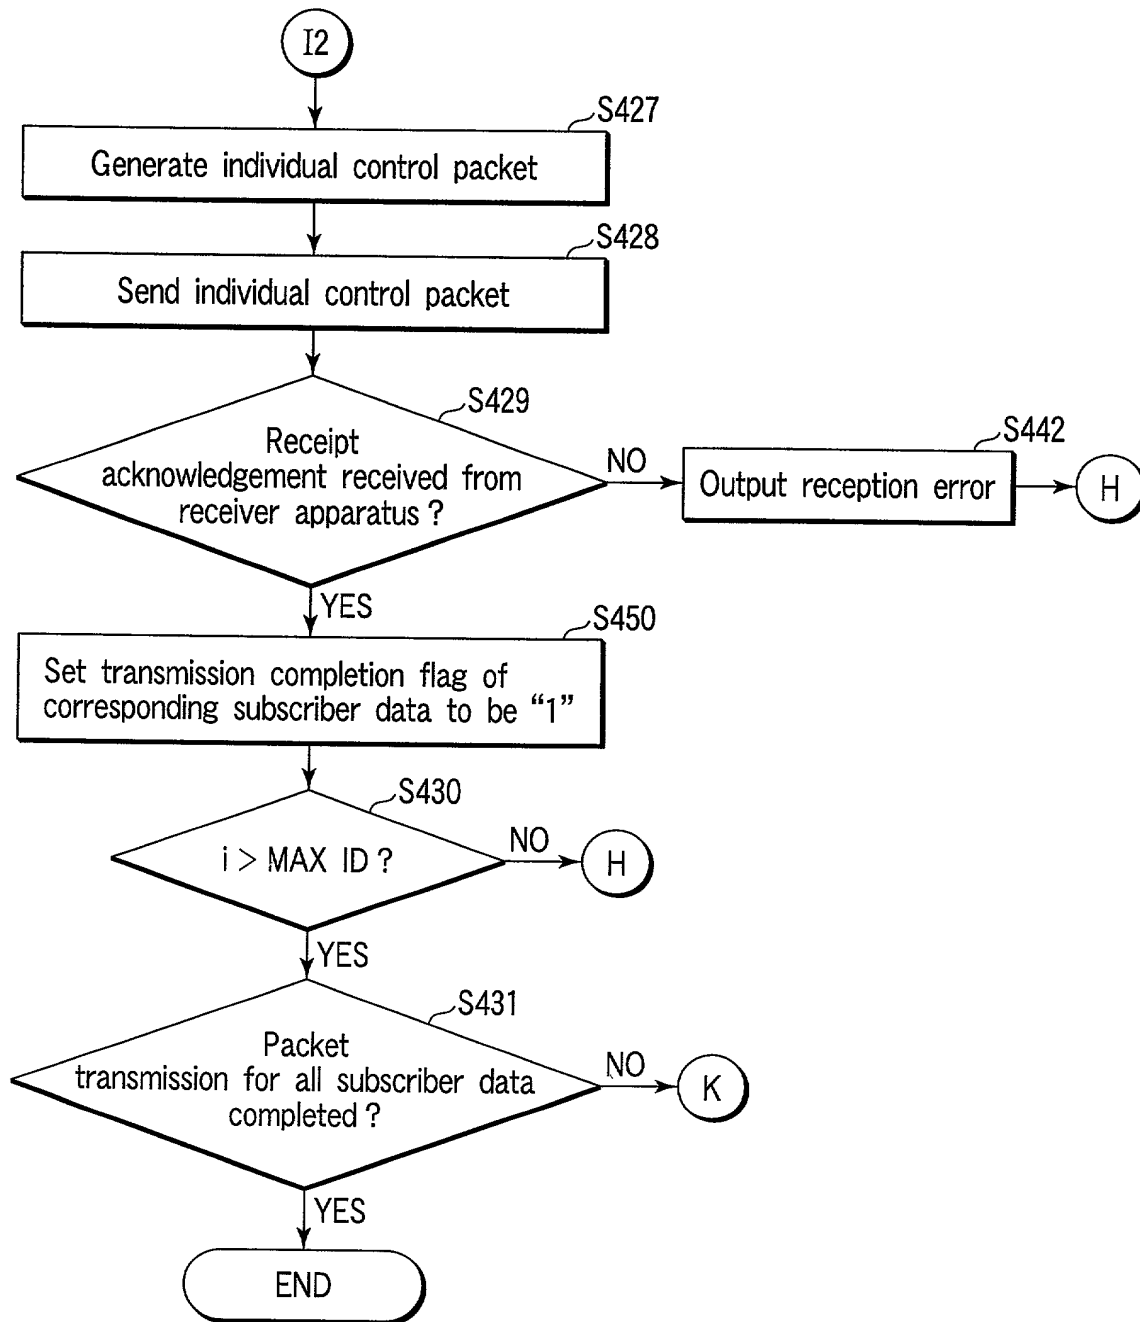 I2
S427
Generate individual control packet
S428
Send individual control packet
S429
Receipt
acknowledgement received from
receiver apparatus ?
NO
S442
Output reception error
H
YES
S450
Set transmission completion flag of
corresponding subscriber data to be “1”
S430
i > MAX ID ?
NO
H
YES
S431
Packet
transmission for all subscriber data
completed ?
NO
K
YES
END